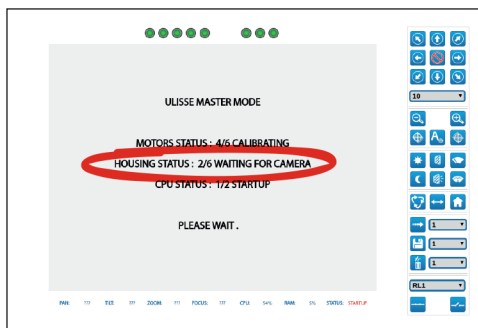 ULISSE MASTER MODE
MOTORS STATUS : 4/6 CALIBRATING
HOUSING STATUS : 2/6 WAITING FOR CAMERA
CPU STATUS : 1/2 STARTUP
PLEASE WAIT .
PAN: ??? TILT: ??? ZOOM: ??? FOCUS: ??? CPU: 54% RAM: 5% STATUS: STARTUP
10
A
1
1
1
RL1